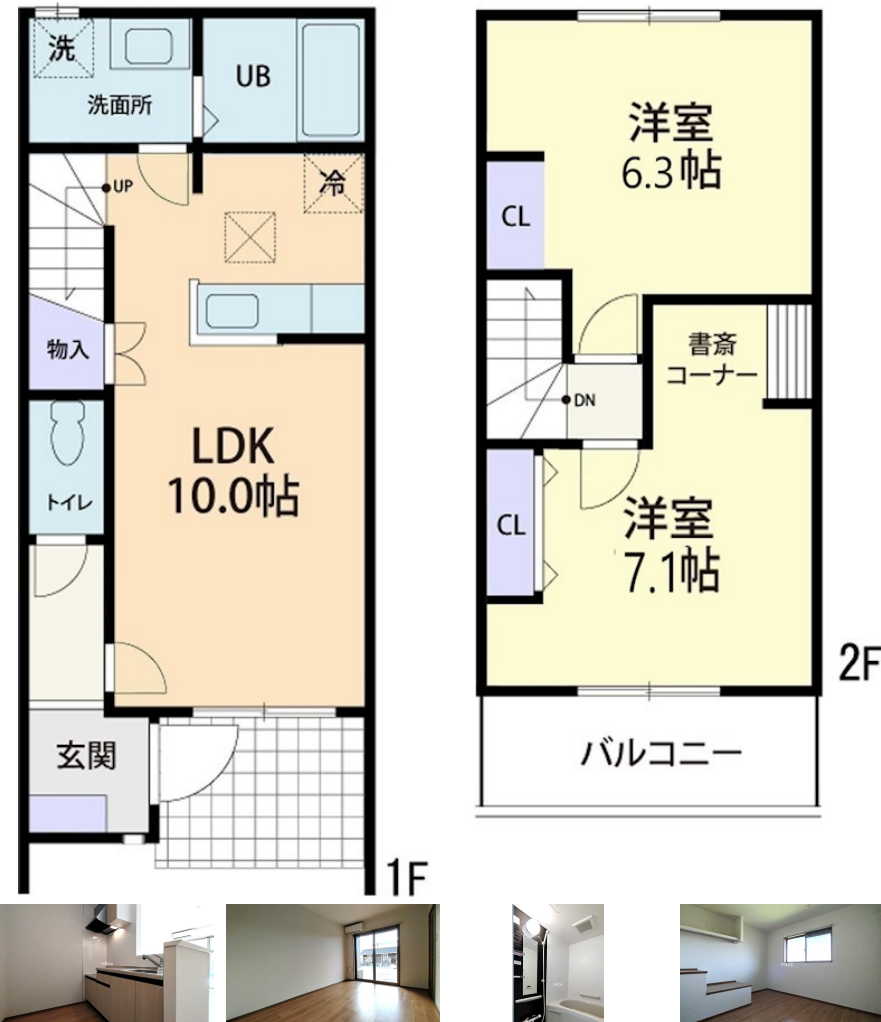 洗
洗面所
UB
UP
冷
物入
LDK
10.0帖
トイレ
玄関
1F
洋室
6.3帖
CL
書斎
コーナー
DN
CL
洋室
7.1帖
2F
バルコニー